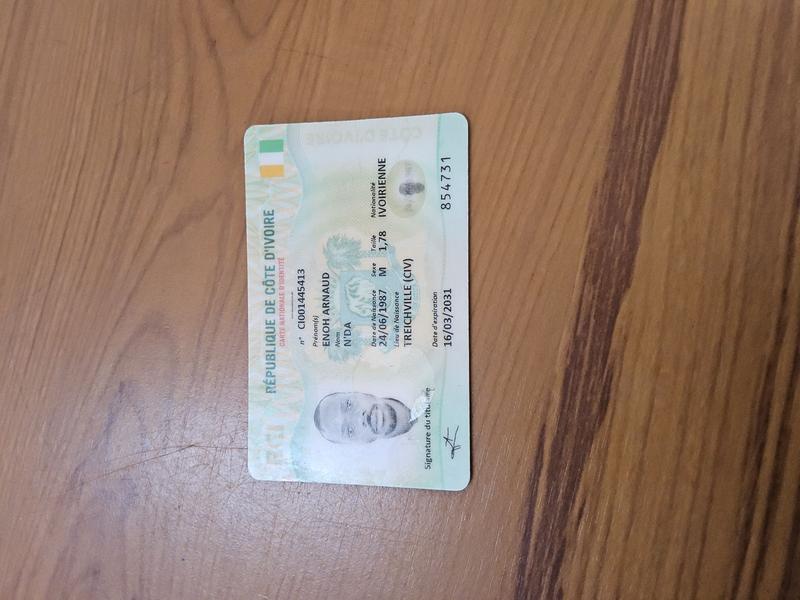 RÉPUBLIQUE DE CÔTE D'IVOIRE
CARTE NATIONALE D'IDENTITÉ
CÔTE D'IVOIRE
RCI
n° CI001445413
Prénom(s)
ENOH ARNAUD
Nom
N'DA
Date de Naissance Sexe Taille Nationalité
24/06/1987 M 1,78 IVOIRIENNE
Lieu de Naissance
TREICHVILLE (CIV)
Signature du titulaire
Date d'expiration
16/03/2031
854731